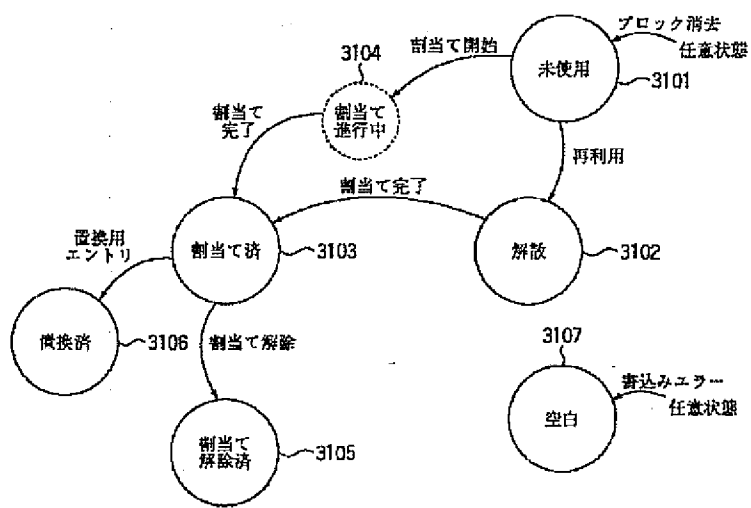 ブロック消去
任意状態
未使用
3101
割当て開始
3104
割当て
進行中
割当て
完了
再利用
割当て完了
割当て済
3103
解放
3102
置換用
エントリ
置換済
3106
割当て解除
3107
空白
書込みエラー
任意状態
割当て
解除済
3105